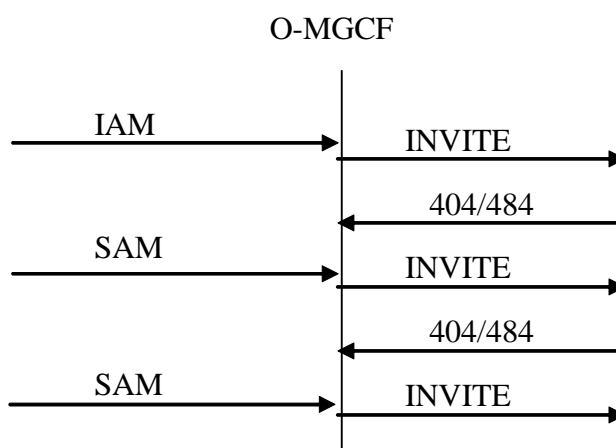 O-MGCF
IAM
INVITE
404/484
SAM
INVITE
404/484
SAM
INVITE